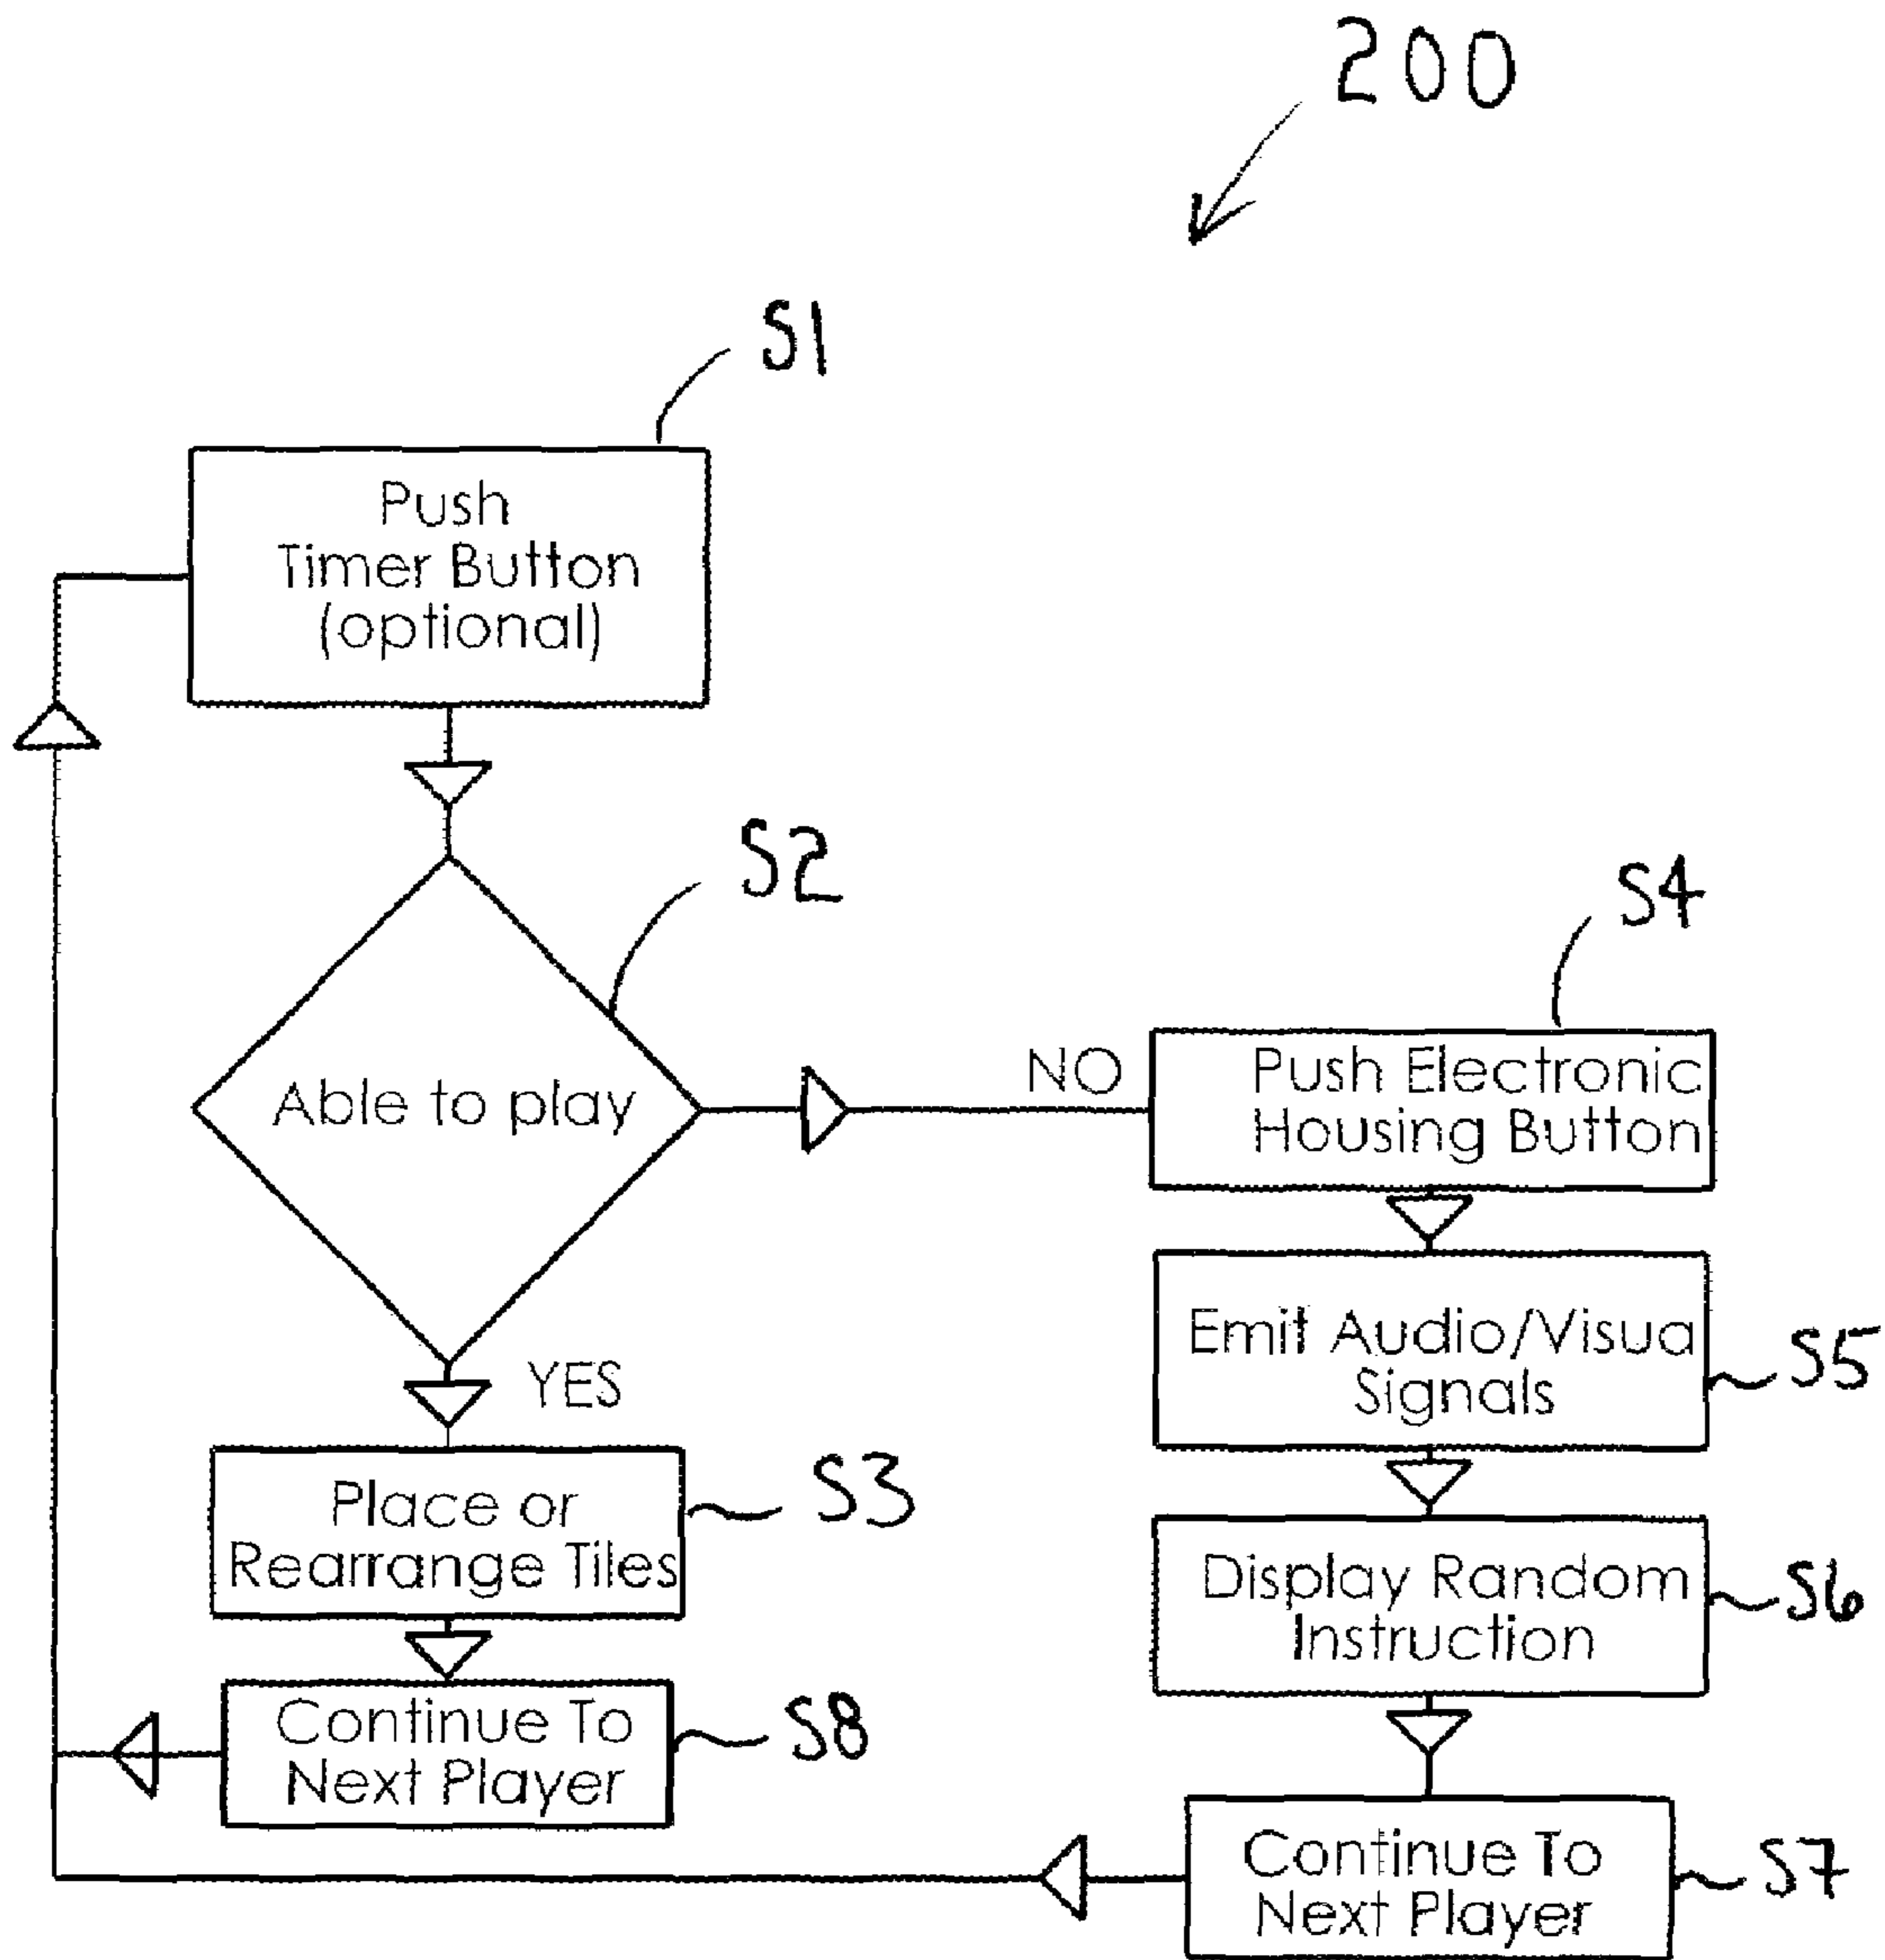 200
S1
Push
Timer Button
(optional)
S2
Able to play
NO
S4
Push Electronic
Housing Button
Emit Audio/Visua
Signals
S5
YES
Place or
Rearrange Tiles
S3
Display Random
Instruction
S6
Continue To
Next Player
S8
Continue To
Next Player
S7